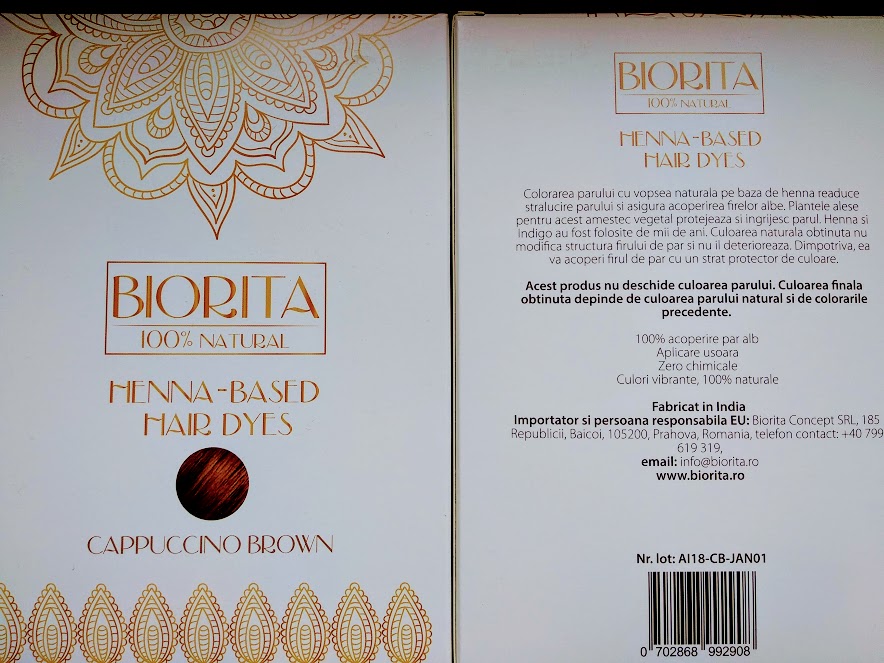 BIORITA
100% NATURAL
HENNA-BASED
HAIR DYES
CAPPUCCINO BROWN
BIORITA
100% NATURAL
HENNA-BASED
HAIR DYES
Colorarea parului cu vopsea naturala pe baza de henna readuce
stralucire parului si asigura acoperirea firelor albe. Plantele alese
pentru acest amestec vegetal protejeaza si ingrijesc parul. Henna si
Indigo au fost folosite de mii de ani. Culoarea naturala obtinuta nu
modifica structura firului de par si nu il deterioreaza. Dimpotriva, ea
va acoperi firul de par cu un strat protector de culoare.
Acest produs nu deschide culoarea parului. Culoarea finala
obtinuta depinde de culoarea parului natural si de colorarile
precedente.
100% acoperire par alb
Aplicare usoara
Zero chimicale
Culori vibrante, 100% naturale
Fabricat in India
Importator si persoana responsabila EU: Biorita Concept SRL, 185
Republicii, Baicoi, 105200, Prahova, Romania, telefon contact: +40 799
619 319,
email: info@biorita.ro
www.biorita.ro
Nr. lot: AI18-CB-JAN01
0 702868 992908